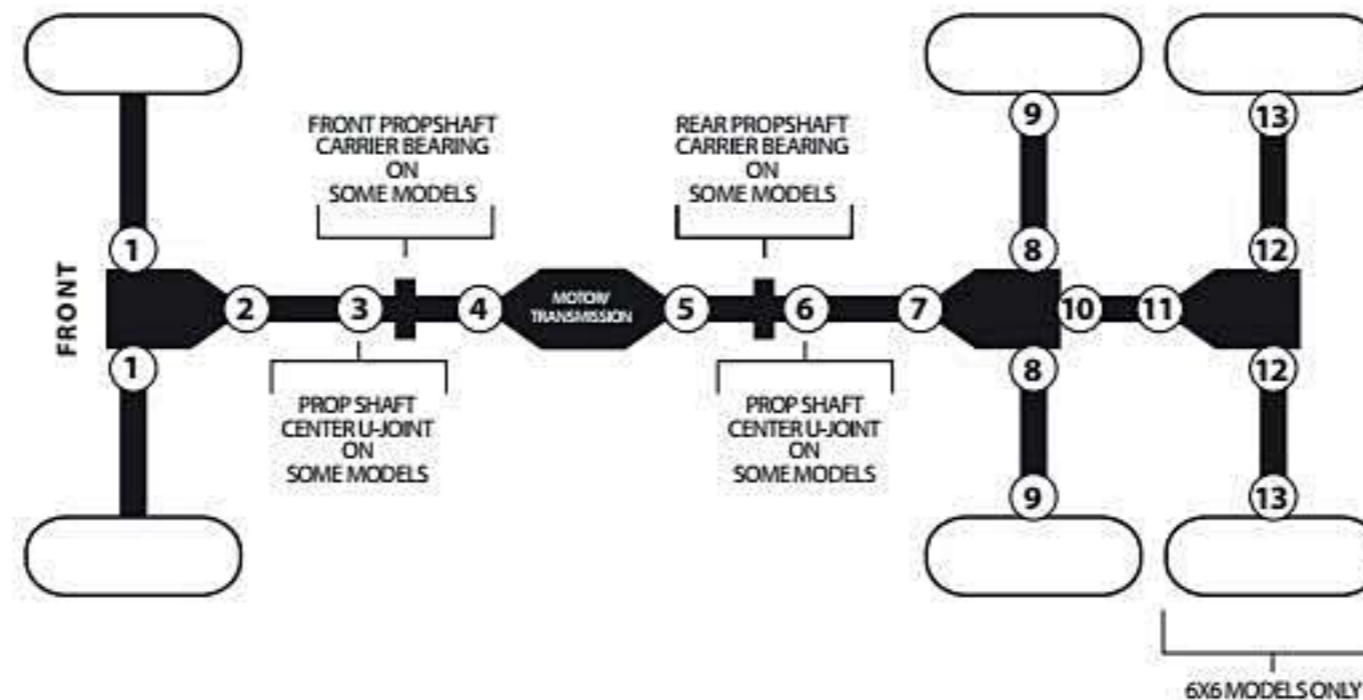 FRONT PROPSHAFT
CARRIER BEARING
ON
SOME MODELS
REAR PROPSHAFT
CARRIER BEARING
ON
SOME MODELS
9
9
13
13
1
8
12
FRONT
2
3
4
MOTOR/
TRANSMISSION
5
6
7
10
11
1
8
12
PROP SHAFT
CENTER U-JOINT
ON
SOME MODELS
PROP SHAFT
CENTER U-JOINT
ON
SOME MODELS
6X6 MODELS ONLY